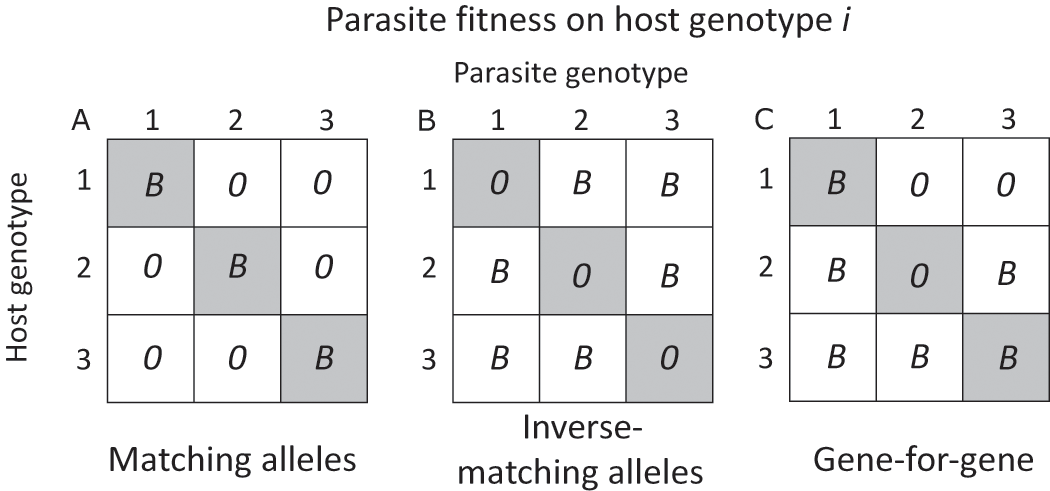 Parasite fitness on host genotype i
Parasite genotype
A 1 2 3 B 1 2 3 C 1 2 3
Host genotype
1 B 0 0 1 0 B B 1 B 0 0
2 0 B 0 2 B 0 B 2 B 0 B
3 0 0 B 3 B B 0 3 B B B
Matching alleles
Inverse-
matching alleles
Gene-for-gene